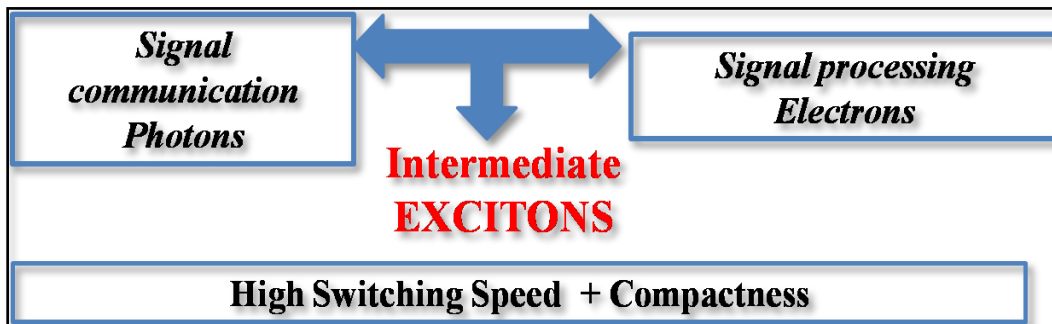 Signal
communication
Photons
Signal processing
Electrons
Intermediate
EXCITONS
High Switching Speed + Compactness